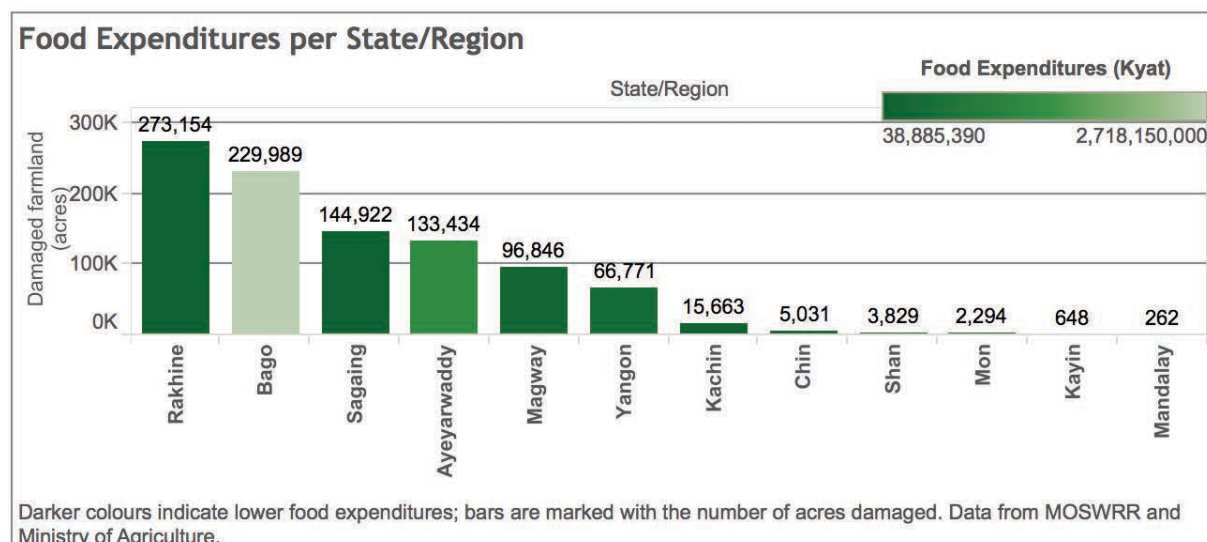 Food Expenditures per State/Region
Food Expenditures (Kyat)
38,885,390 2,718,150,000
State/Region
Damaged farmland
(acres)
300K
200K
100K
0K
273,154
229,989
144,922
133,434
96,846
66,771
15,663
5,031
3,829
2,294
648
262
Rakhine
Bago
Sagaing
Ayeyarwaddy
Magway
Yangon
Kachin
Chin
Shan
Mon
Kayin
Mandalay
Darker colours indicate lower food expenditures; bars are marked with the number of acres damaged. Data from MOSWRR and
Ministry of Agriculture.